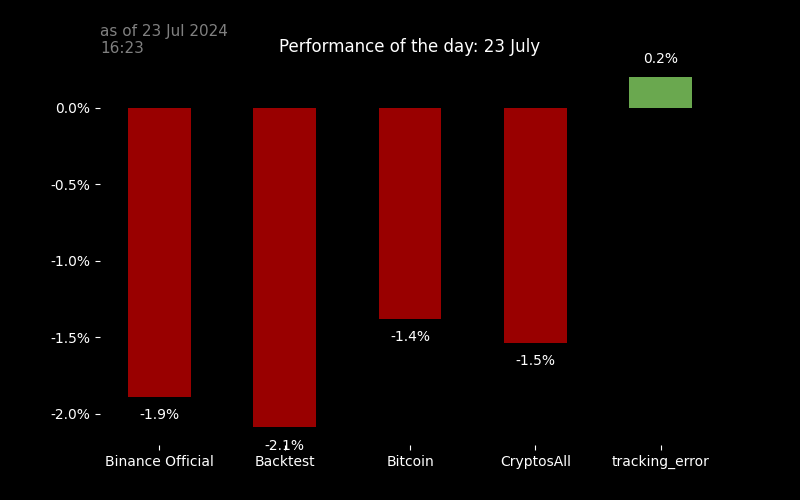 as of 23 Jul 2024
16:23
Performance of the day: 23 July
0.2%
0.0%
-0.5%
-1.0%
-1.5%
-2.0%
-1.4%
-1.5%
-1.9%
-2.1%
Binance Official
Backtest
Bitcoin
CryptosAll
tracking_error